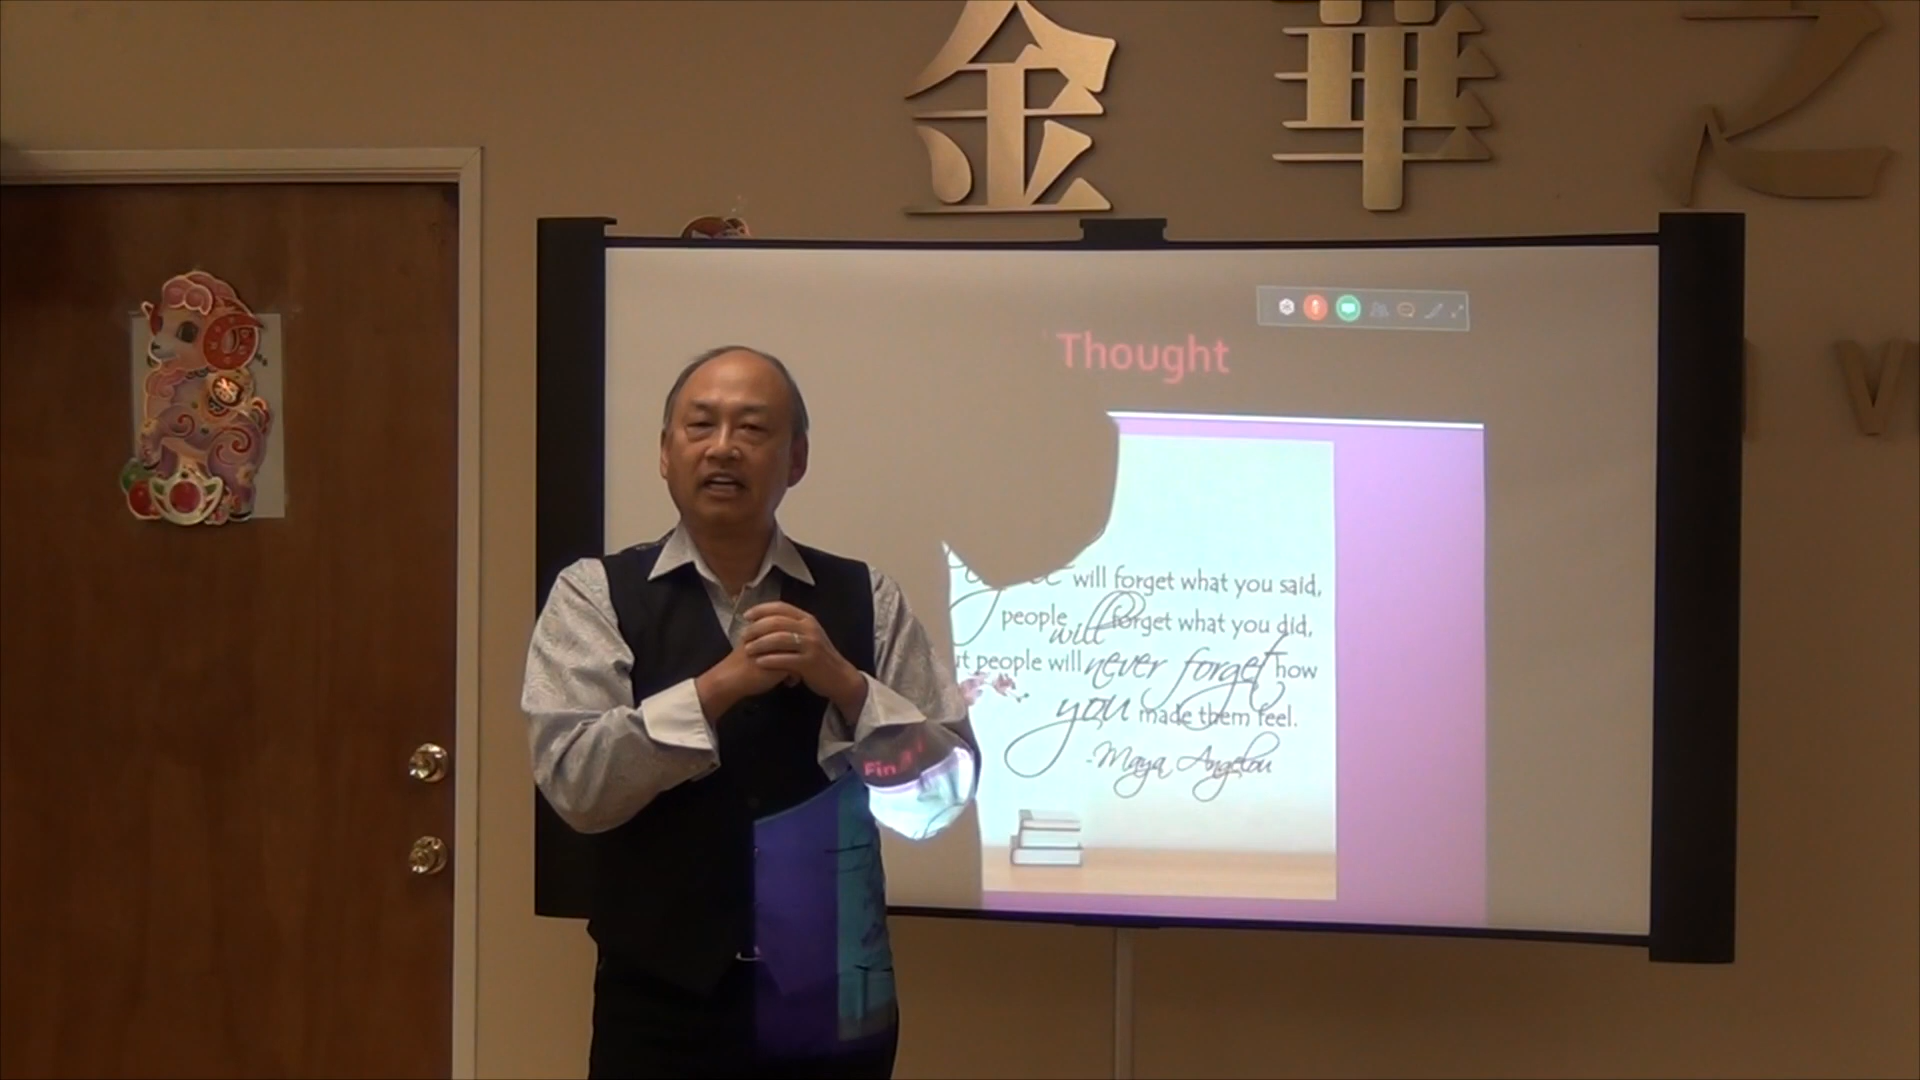 金華之
V
Thought
Fin
will forget what you said,
people will forget what you did,
people will never forget how
you made them feel.
-Maya Angelou